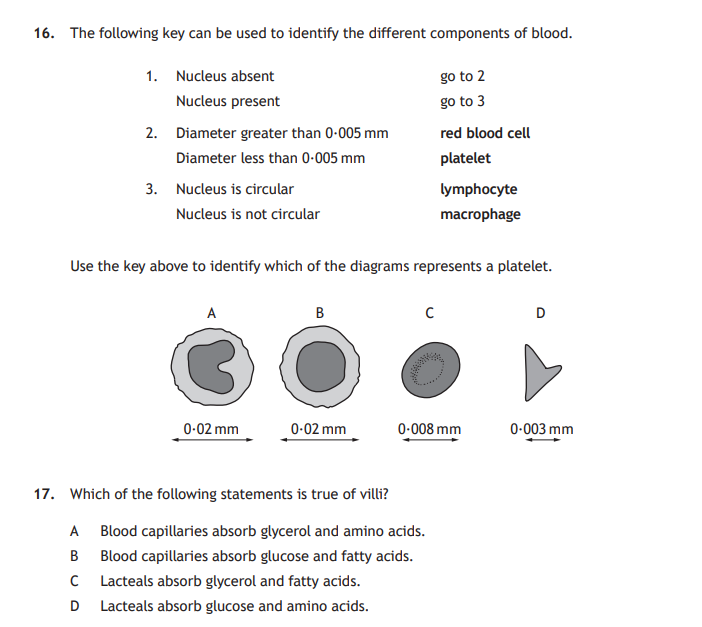 16. The following key can be used to identify the different components of blood.
1. Nucleus absent go to 2
Nucleus present go to 3
2. Diameter greater than 0·005 mm red blood cell
Diameter less than 0·005 mm platelet
3. Nucleus is circular lymphocyte
Nucleus is not circular macrophage
Use the key above to identify which of the diagrams represents a platelet.
A B C D
0·02 mm 0·02 mm 0·008 mm 0·003 mm
17. Which of the following statements is true of villi?
A Blood capillaries absorb glycerol and amino acids.
B Blood capillaries absorb glucose and fatty acids.
C Lacteals absorb glycerol and fatty acids.
D Lacteals absorb glucose and amino acids.